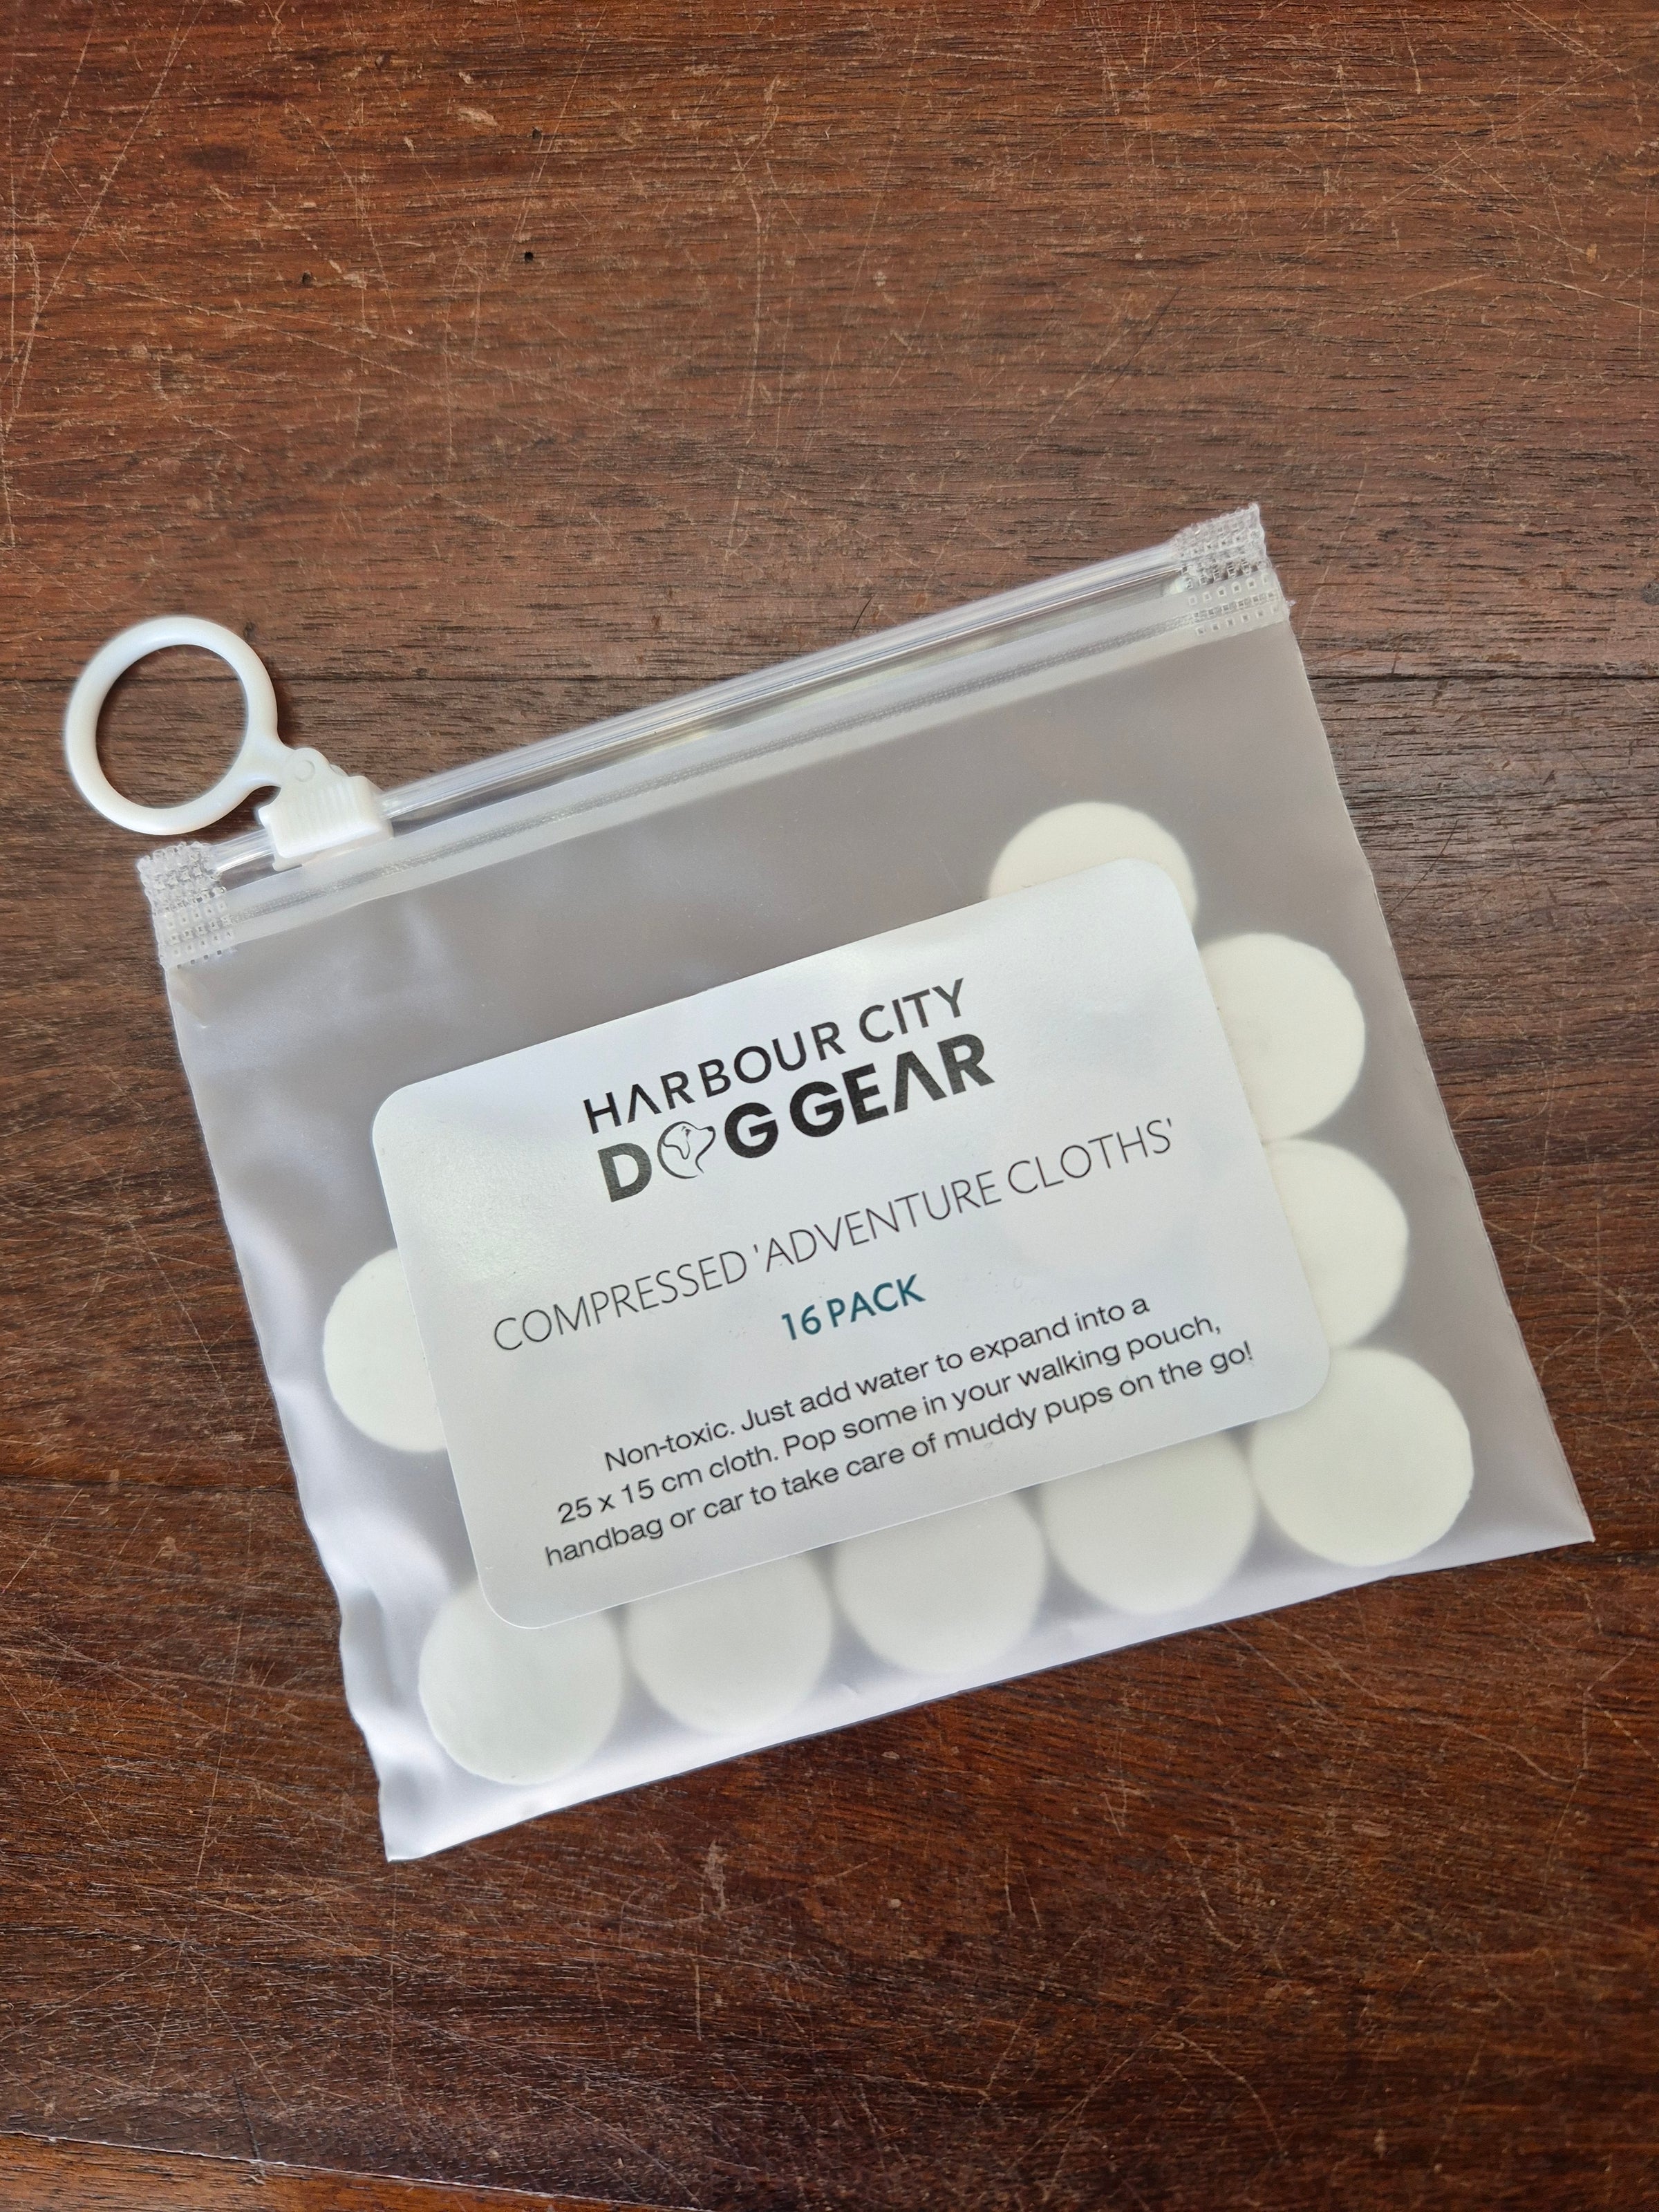 HARBOUR CITY
DOG GEAR
COMPRESSED 'ADVENTURE CLOTHS'
16 PACK
Non-toxic. Just add water to expand into a
25 x 15 cm cloth. Pop some in your walking pouch,
handbag or car to take care of muddy pups on the go!